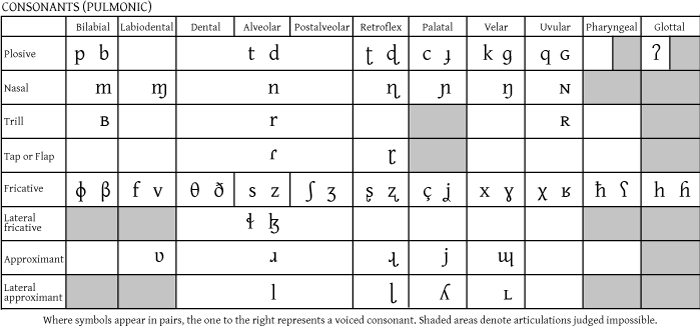 CONSONANTS (PULMONIC)
Bilabial Labiodental Dental Alveolar Postalveolar Retroflex Palatal Velar Uvular Pharyngeal Glottal
Plosive p b t d ʈ ɖ c ɟ k ɡ q ɢ ʔ
Nasal m ɱ n ɳ ɲ ŋ ɴ
Trill ʙ r ʀ
Tap or Flap ɾ ɽ
Fricative ɸ β f v θ ð s z ʃ ʒ ʂ ʐ ç ʝ x ɣ χ ʁ ħ ʕ h ɦ
Lateral
fricative ɬ ɮ
Approximant ʋ ɹ ɻ j ɰ
Lateral
approximant l ɭ ʎ ʟ
Where symbols appear in pairs, the one to the right represents a voiced consonant. Shaded areas denote articulations judged impossible.